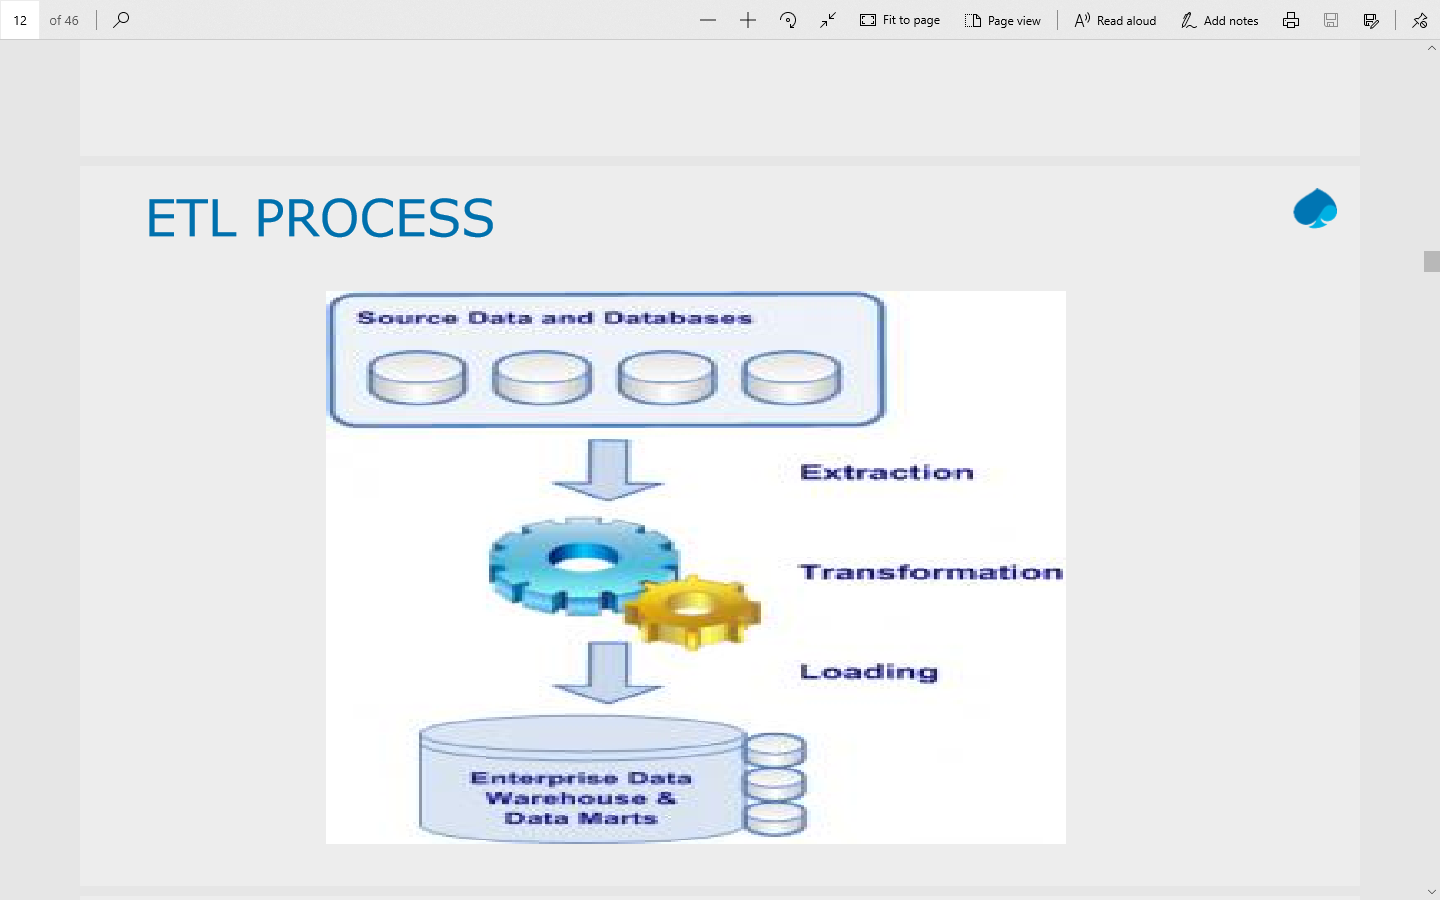 12 of 46 Fit to page Page view Read aloud Add notes
ETL PROCESS
Source Data and Databases
Extraction
Transformation
Loading
Enterprise Data
Warehouse &
Data Marts